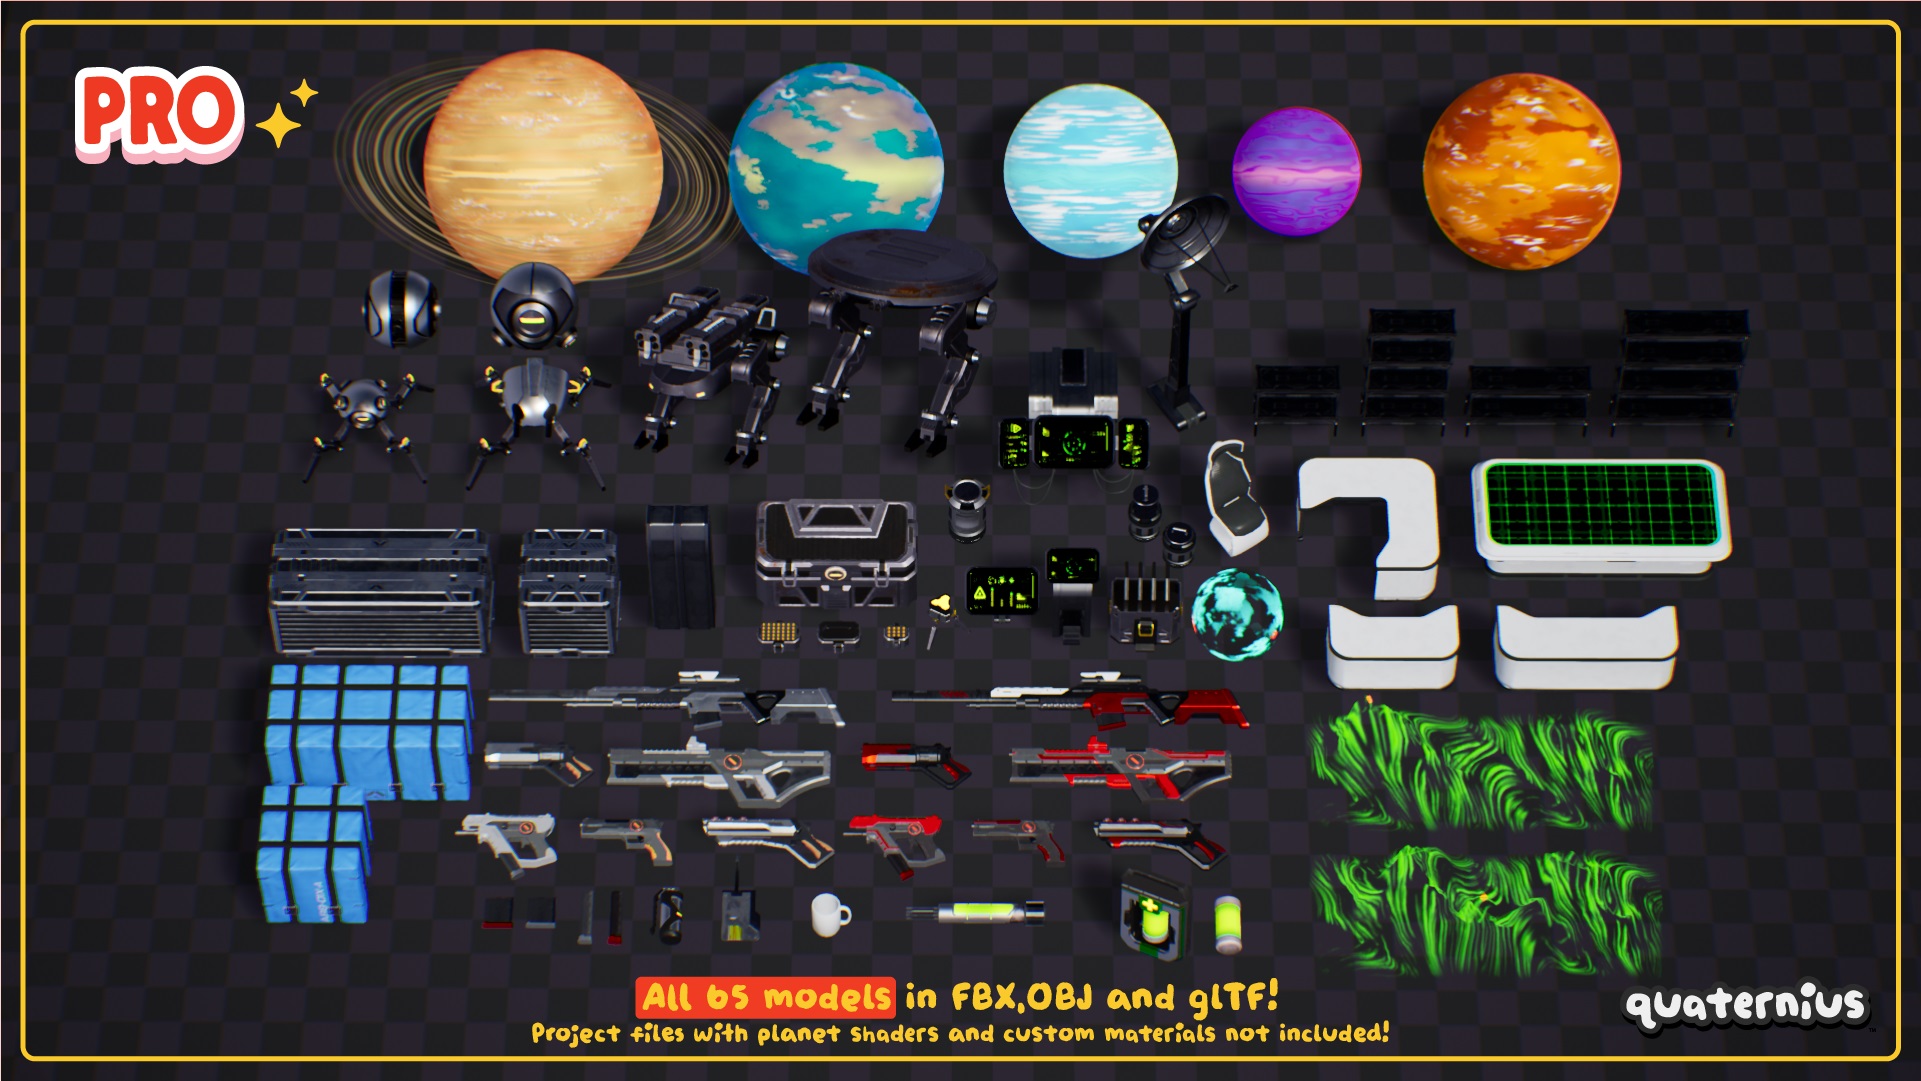 PRO
All 65 models in FBX,OBJ and glTF!
Project files with planet shaders and custom materials not included!
quaternius